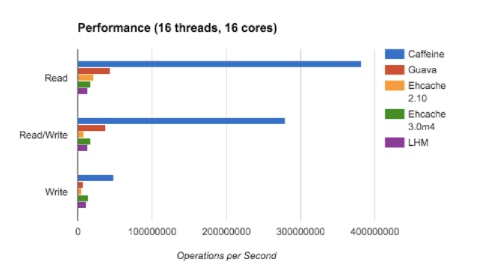 Performance (16 threads, 16 cores)
Caffeine
Guava
Ehcache
2.10
Ehcache
3.0m4
LHM
Read
Read/Write
Write
0
100000000
200000000
300000000
400000000
Operations per Second